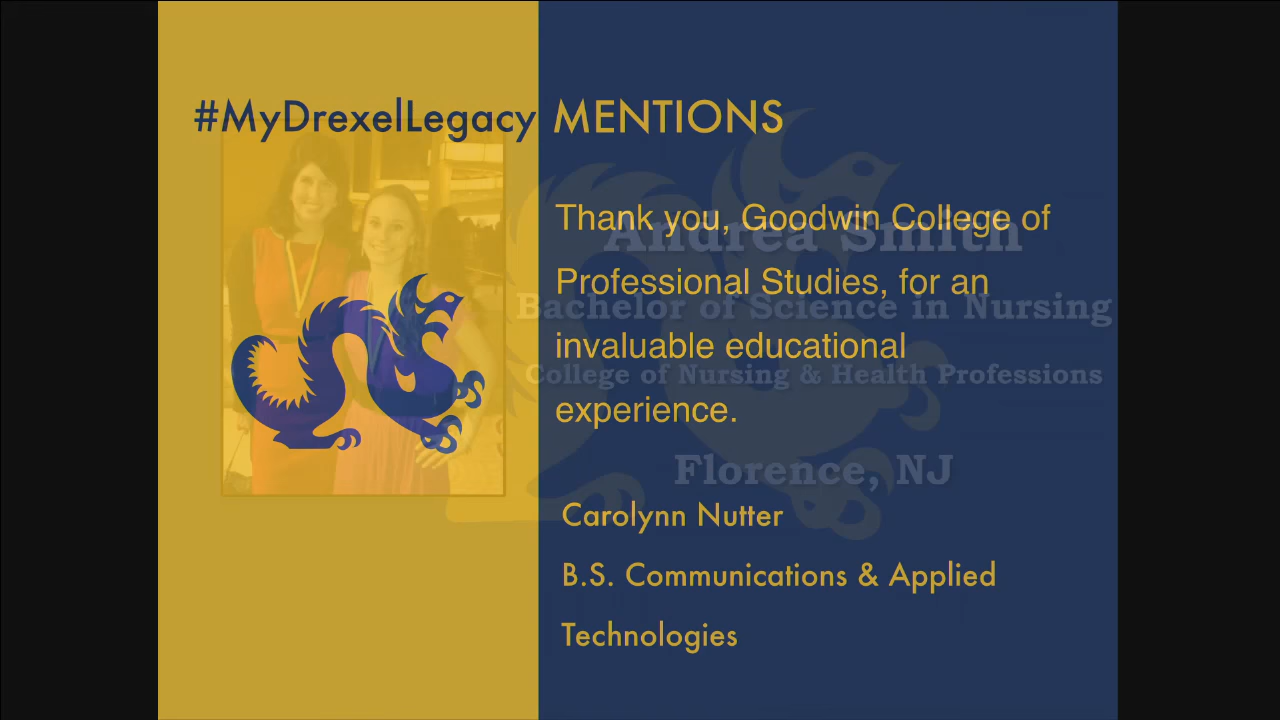 #MyDrexelLegacy MENTIONS
Thank you, Goodwin College of
Professional Studies, for an
invaluable educational
experience.
Carolynn Nutter
B.S. Communications & Applied
Technologies
Andrea Smith
Bachelor of Science in Nursing
College of Nursing & Health Professions
Florence, NJ